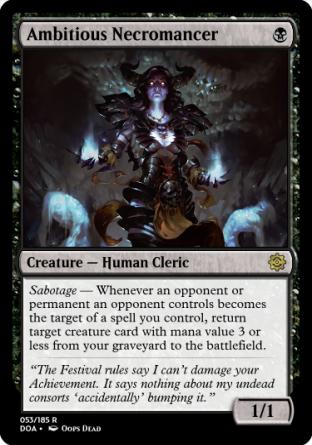 Ambitious Necromancer
Creature — Human Cleric
Sabotage — Whenever an opponent or
permanent an opponent controls becomes
the target of a spell you control, return
target creature card with mana value 3 or
less from your graveyard to the battlefield.
“The Festival rules say I can't damage your
Achievement. It says nothing about my undead
consorts ‘accidentally’ bumping it.”
1/1
053/185 R
DOA • Oops Dead